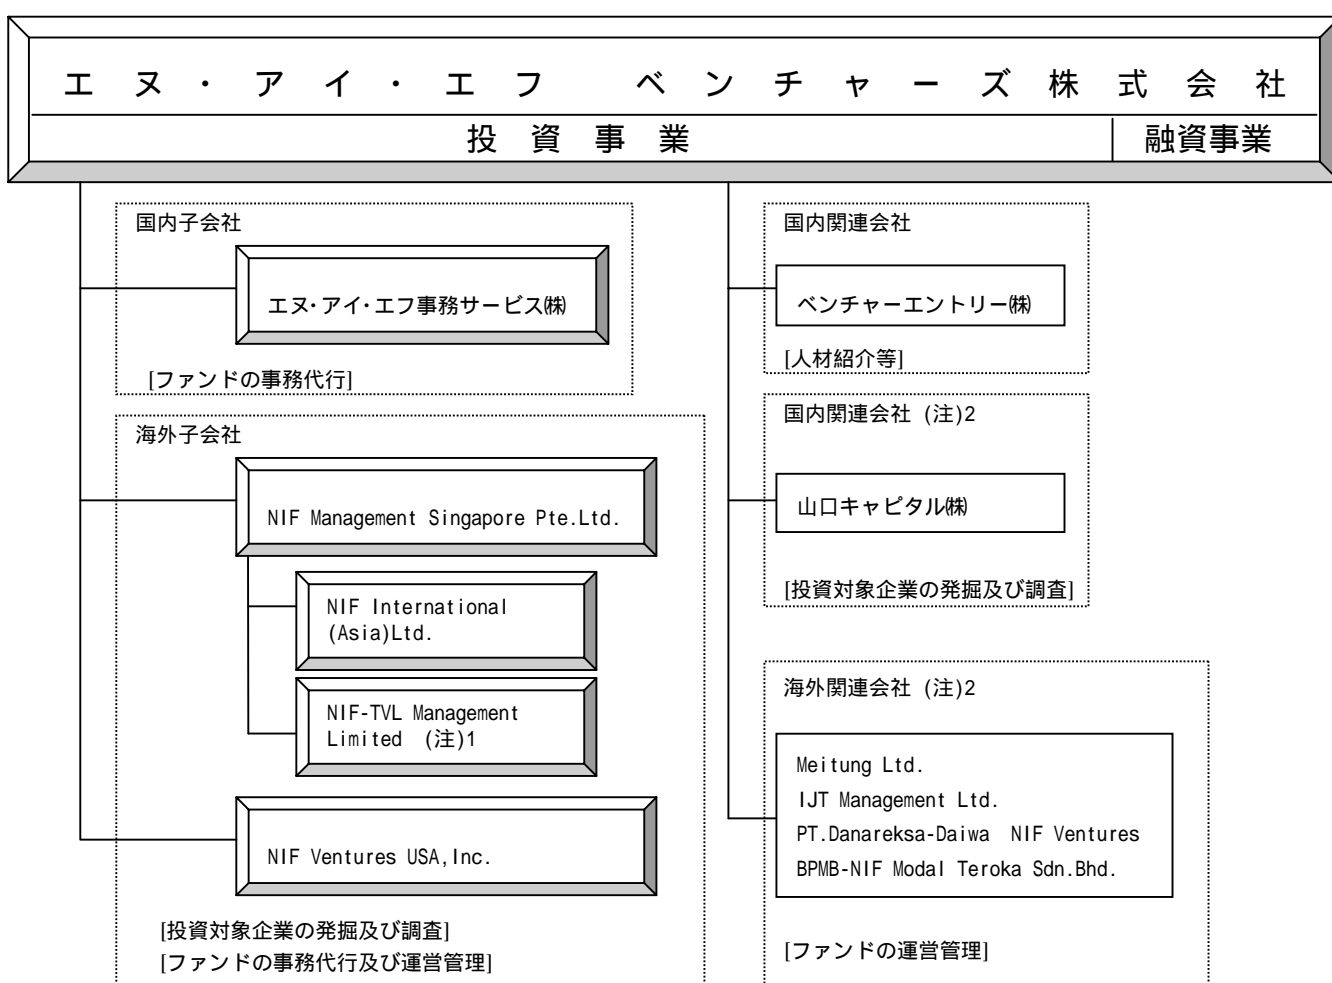 エヌ・アイ・エフ ベンチャーズ株式会社
投資事業
融資事業
国内子会社
エヌ・アイ・エフ事務サービス㈱
[ファンドの事務代行]
海外子会社
NIF Management Singapore Pte.Ltd.
NIF International
(Asia)Ltd.
NIF-TVL Management
Limited (注)1
NIF Ventures USA,Inc.
[投資対象企業の発掘及び調査]
[ファンドの事務代行及び運営管理]
国内関連会社
ベンチャーエントリー㈱
[人材紹介等]
国内関連会社 (注)2
山口キャピタル㈱
[投資対象企業の発掘及び調査]
海外関連会社 (注)2
Meitung Ltd.
IJT Management Ltd.
PT.Danareksa-Daiwa NIF Ventures
BPMB-NIF Modal Teroka Sdn.Bhd.
[ファンドの運営管理]